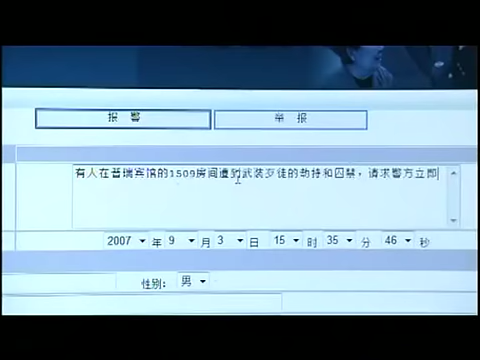 报 警
举 报
有人在普瑞宾馆的1509房间遭到武装歹徒的劫持和囚禁，请求警方立即
2007 年 9 月 3 日 15 时 35 分 46 秒
性别： 男